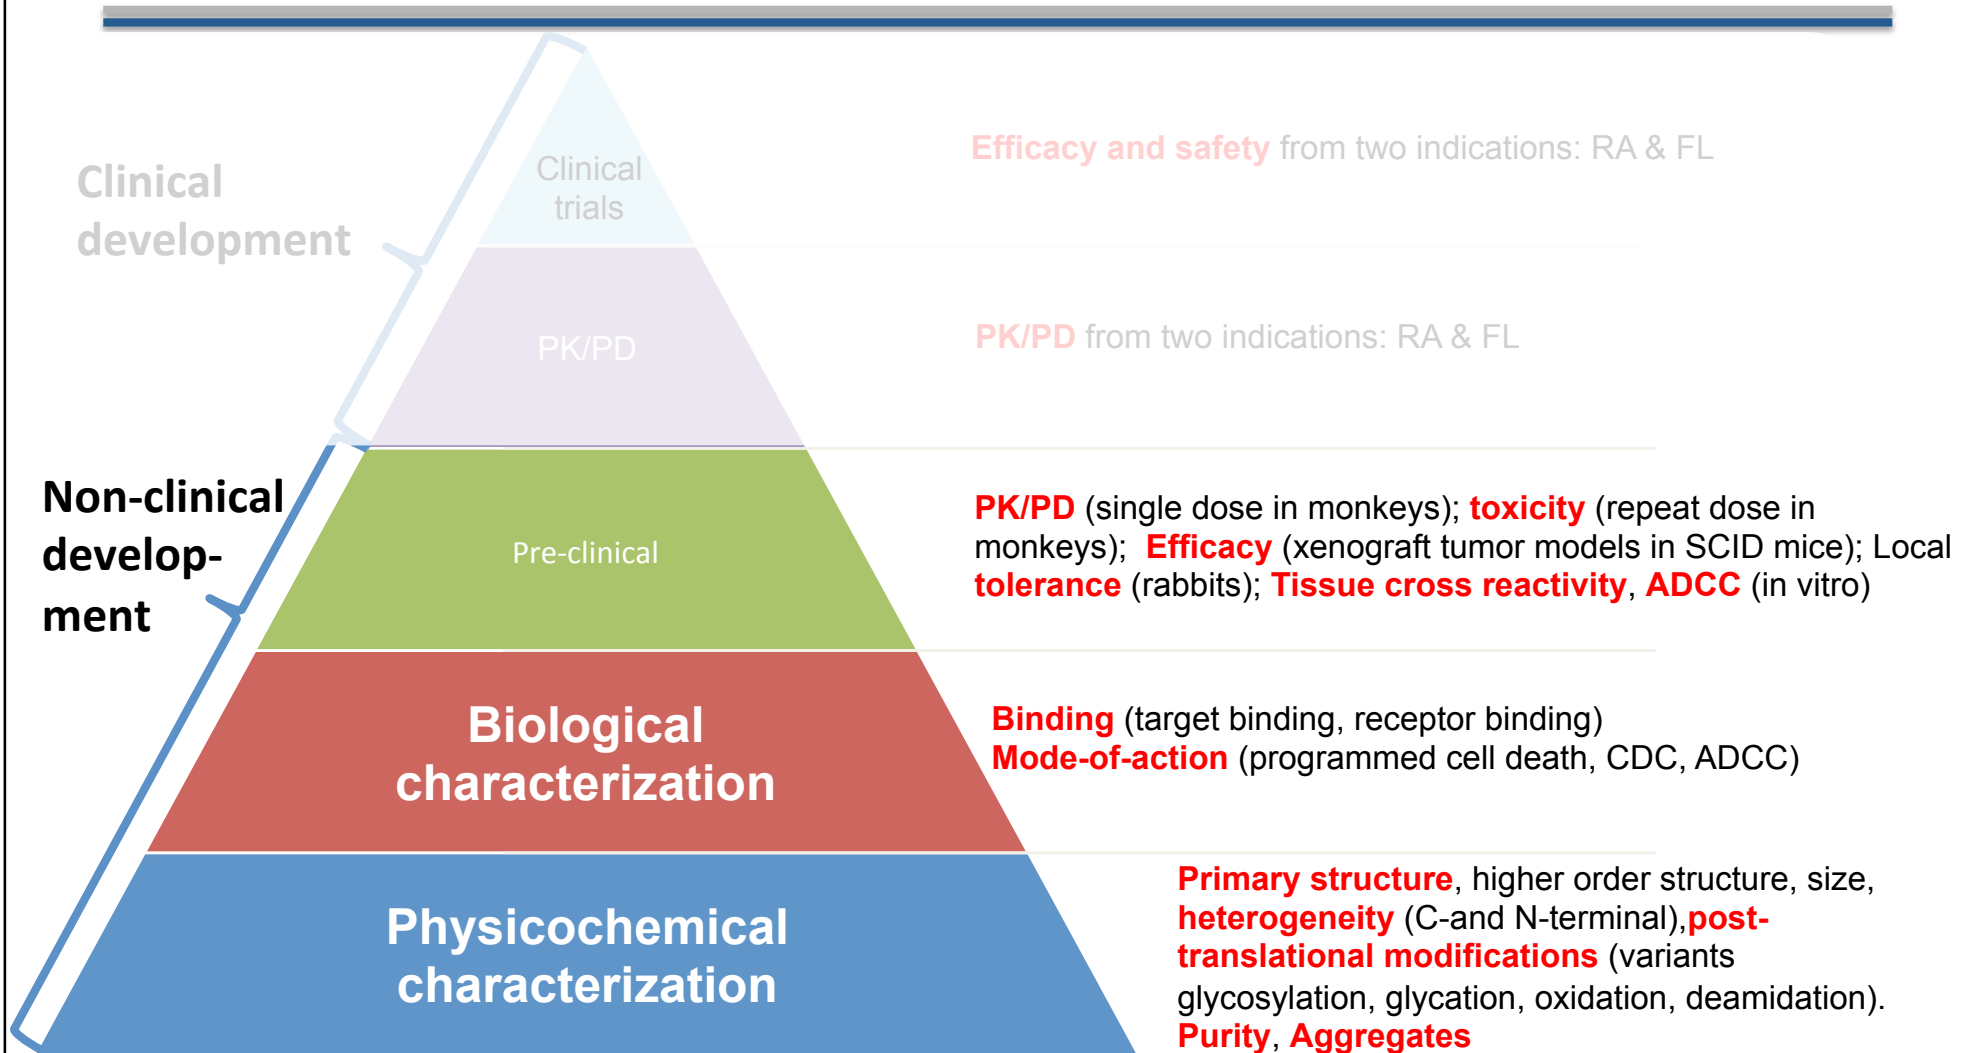 Clinical
development
Clinical
trials
Efficacy and safety from two indications: RA & FL
PK/PD
PK/PD from two indications: RA & FL
Non-clinical
develop-
ment
Pre-clinical
PK/PD (single dose in monkeys); toxicity (repeat dose in
monkeys);  Efficacy (xenograft tumor models in SCID mice); Local
tolerance (rabbits); Tissue cross reactivity, ADCC (in vitro)
Biological
characterization
Binding (target binding, receptor binding)
Mode-of-action (programmed cell death, CDC, ADCC)
Physicochemical
characterization
Primary structure, higher order structure, size,
heterogeneity (C-and N-terminal),post-
translational modifications (variants
glycosylation, glycation, oxidation, deamidation).
Purity, Aggregates